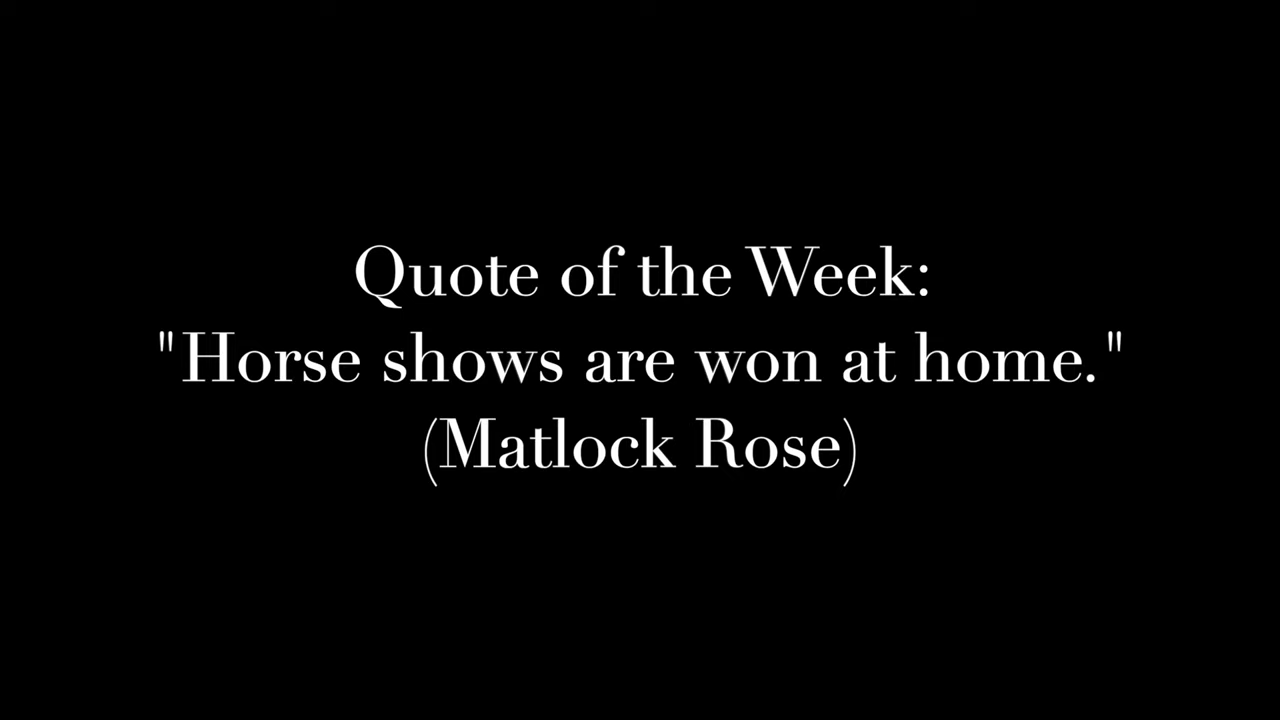 Quote of the Week:
"Horse shows are won at home."
(Matlock Rose)